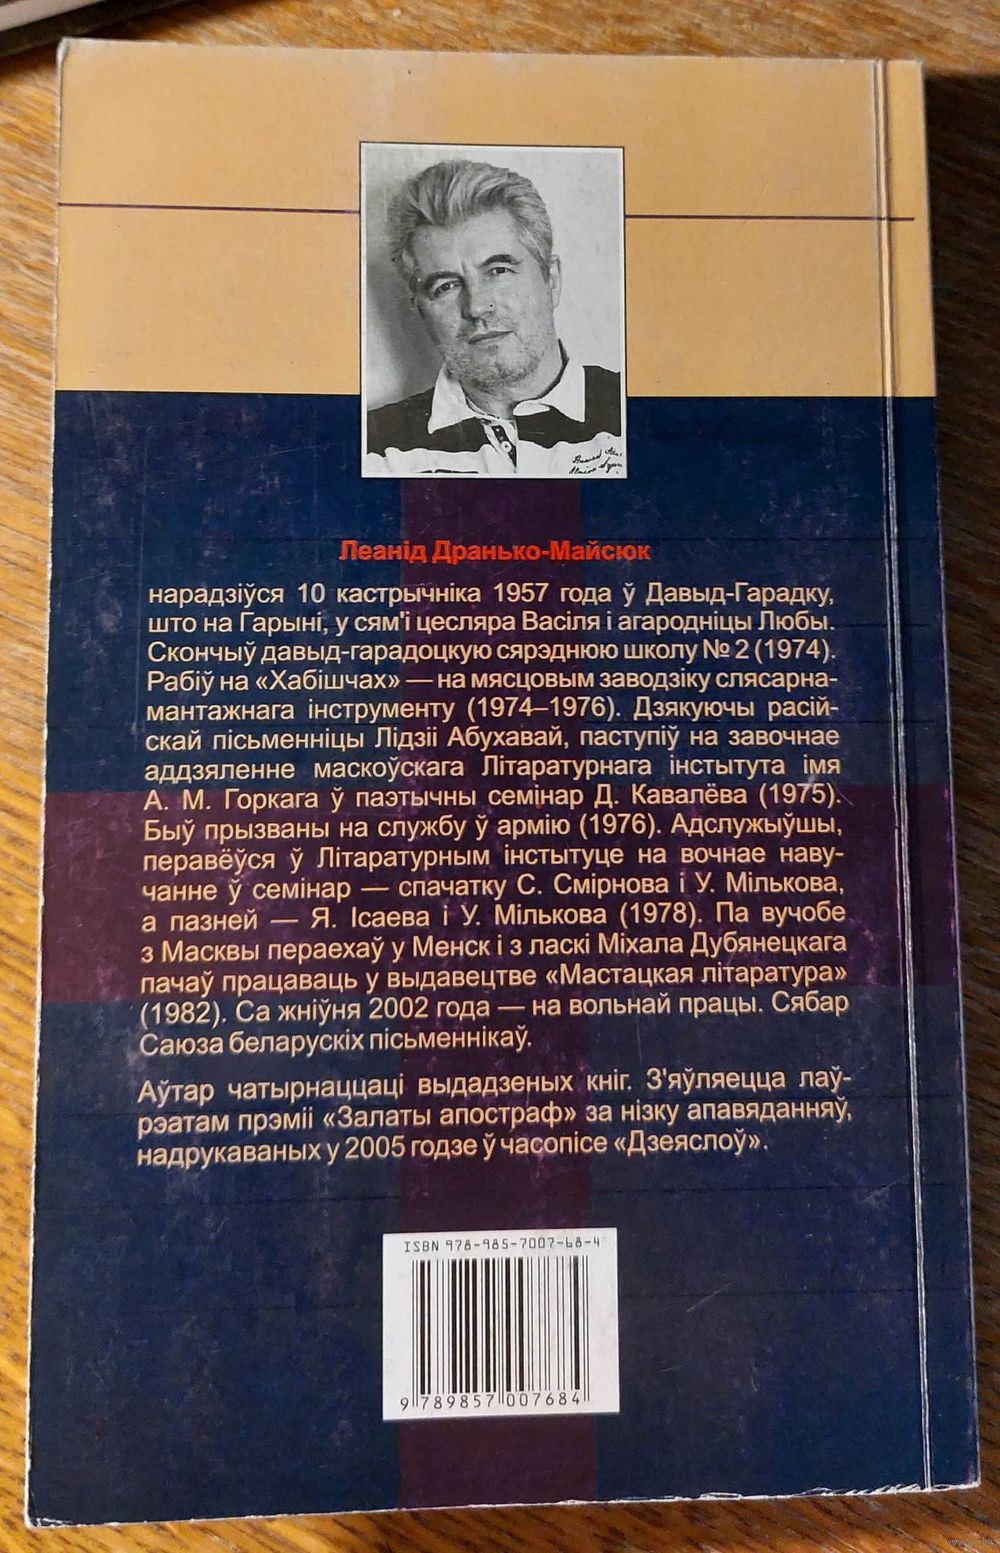 Леанід Дранько-Майсюк
нарадзіўся 10 кастрычніка 1957 года ў Давыд-Гарадку,
што на Гарыні, у сям'і цесляра Васіля і агародніцы Любы.
Скончыў давыд-гарадоцкую сярэднюю школу № 2 (1974).
Рабіў на «Хабішчах» — на мясцовым заводзіку слясарна-
мантажнага інструменту (1974–1976). Дзякуючы расій-
скай пісьменніцы Лідзіі Абухавай, паступіў на завочнае
аддзяленне маскоўскага Літаратурнага інстытута імя
А. М. Горкага ў паэтычны семінар Д. Кавалёва (1975).
Быў прызваны на службу ў армію (1976). Адслужыўшы,
перавёўся ў Літаратурным інстытуце на вочнае наву-
чанне ў семінар — спачатку С. Смірнова і У. Мількова,
а пазней — Я. Ісаева і У. Мількова (1978). Па вучобе
з Масквы пераехаў у Менск і з ласкі Міхала Дубянецкага
пачаў працаваць у выдавецтве «Мастацкая літаратура»
(1982). Са жніўня 2002 года — на вольнай працы. Сябар
Саюза беларускіх пісьменнікаў.
Аўтар чатырнаццаці выдадзеных кніг. З'яўляецца лаў-
рэатам прэміі «Залаты апостраф» за нізку апавяданняў,
надрукаваных у 2005 годзе ў часопісе «Дзеяслоў».
ISBN 978-985-7007-68-4
9 789857 007684